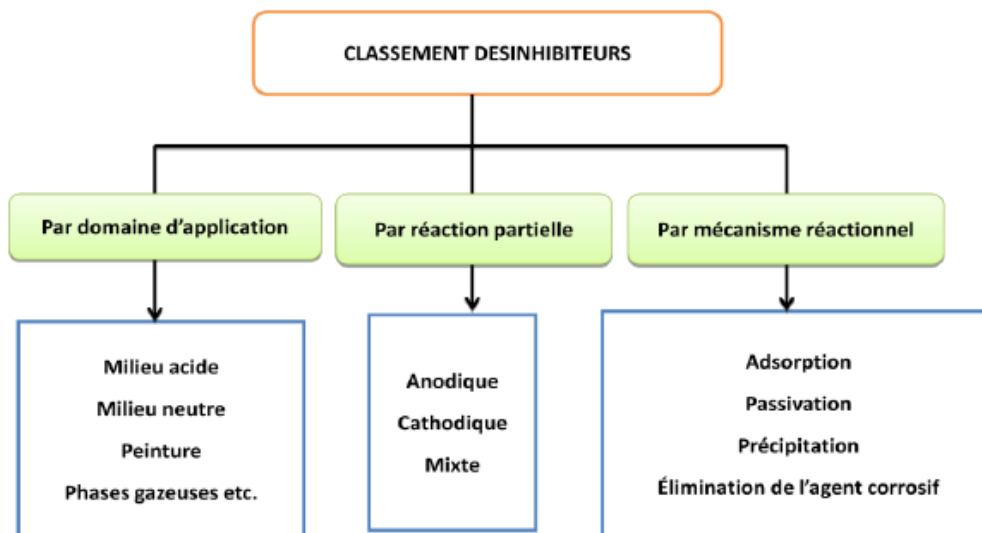 CLASSEMENT DESINHIBITEURS
Par domaine d’application
Par réaction partielle
Par mécanisme réactionnel
Milieu acide
Milieu neutre
Peinture
Phases gazeuses etc.
Anodique
Cathodique
Mixte
Adsorption
Passivation
Précipitation
Élimination de l’agent corrosif